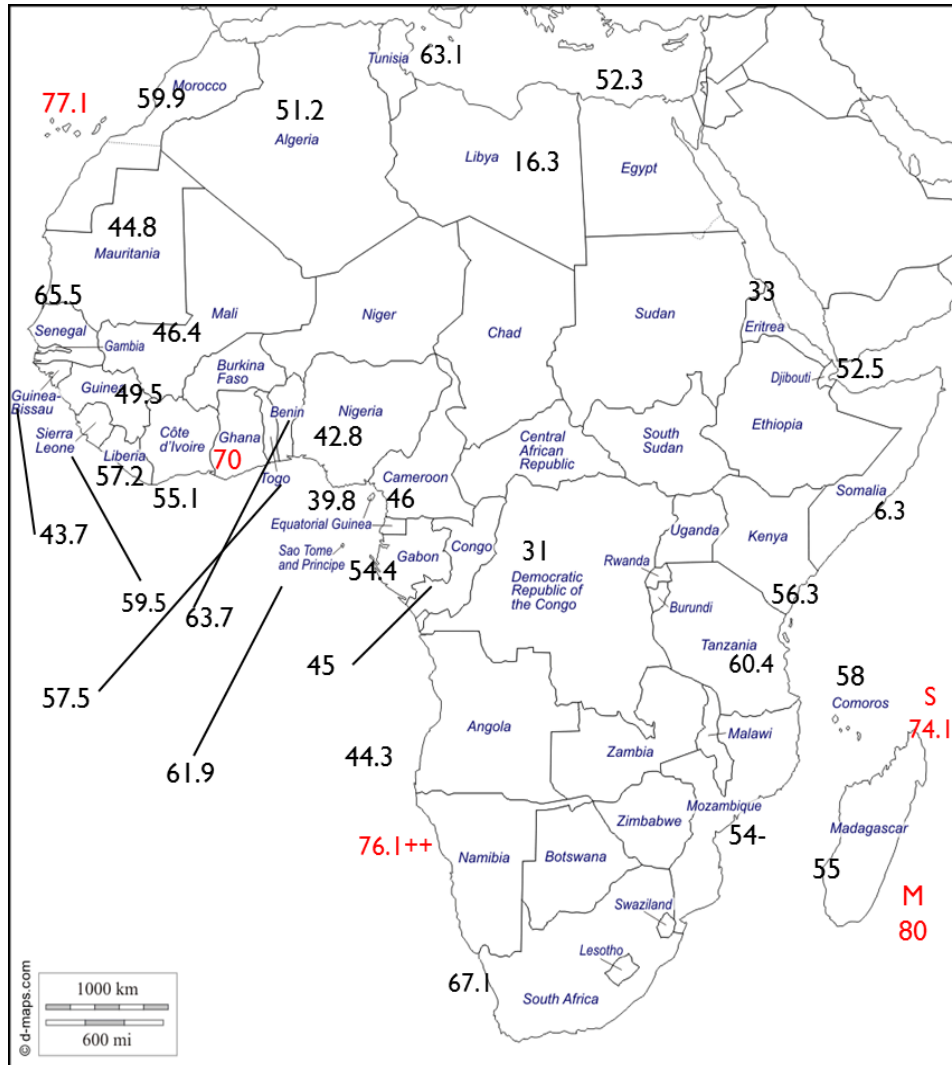 63.1
Tunisia
52.3
77.1
59.9
Morocco
51.2
Algeria
Libya
16.3
Egypt
44.8
Mauritania
65.5
Mali
Niger
Chad
Sudan
33
Eritrea
Senegal
Gambia
46.4
Burkina
Faso
Djibouti
52.5
Guinea-
Bissau
Guinea
49.5
Benin
Nigeria
42.8
Ethiopia
Sierra
Leone
Liberia
57.2
Côte
d'Ivoire
Ghana
70
Togo
Central
African
Republic
South
Sudan
55.1
39.8
Cameroon
46
Somalia
6.3
43.7
Equatorial Guinea
Sao Tome
and Principe
54.4
Gabon
Congo
31
Democratic
Republic of
the Congo
Uganda
Kenya
Rwanda
Burundi
56.3
59.5
63.7
45
Tanzania
60.4
57.5
58
Comoros
S
74.1
61.9
44.3
Angola
Zambia
Malawi
76.1++
Namibia
Botswana
Zimbabwe
Mozambique
54-
Madagascar
55
M
80
Swaziland
Lesotho
67.1
South Africa
1000 km
600 mi
© d-maps.com